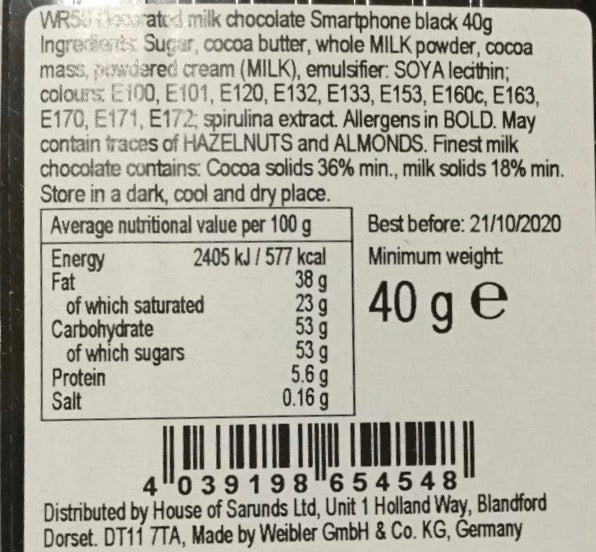 WR58 Decorated milk chocolate Smartphone black 40g
Ingredients: Sugar, cocoa butter, whole MILK powder, cocoa
mass, powdered cream (MILK), emulsifier: SOYA lecithin;
colours: E100, E101, E120, E132, E133, E153, E160c, E163,
E170, E171, E172; spirulina extract. Allergens in BOLD. May
contain traces of HAZELNUTS and ALMONDS. Finest milk
chocolate contains: Cocoa solids 36% min., milk solids 18% min.
Store in a dark, cool and dry place.
Average nutritional value per 100 g
Energy 2405 kJ / 577 kcal
Fat 38 g
of which saturated 23 g
Carbohydrate 53 g
of which sugars 53 g
Protein 5.6 g
Salt 0.16 g
Best before: 21/10/2020
Minimum weight:
40 g e
4 039198 654548
Distributed by House of Sarunds Ltd, Unit 1 Holland Way, Blandford
Dorset. DT11 7TA, Made by Weibler GmbH & Co. KG, Germany